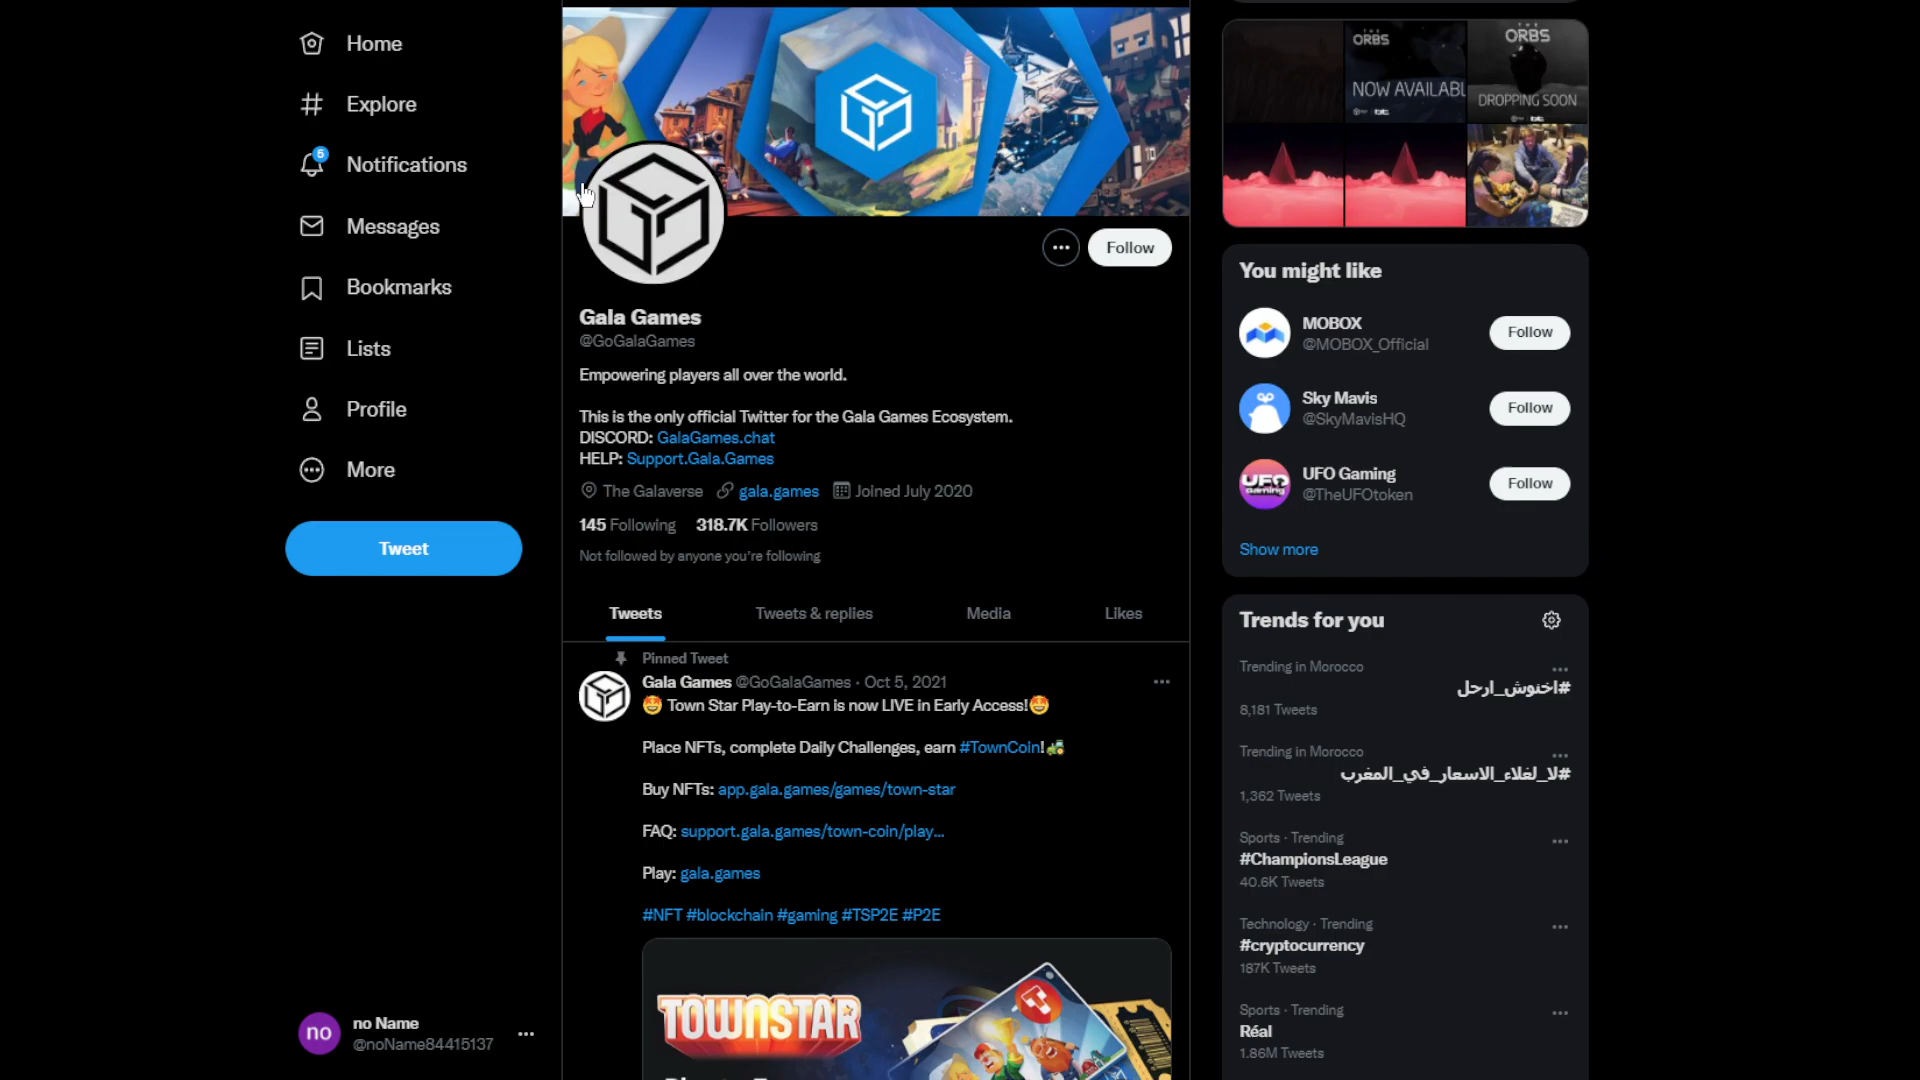 Home
Explore
5
Notifications
Messages
Bookmarks
Lists
Profile
More
Tweet
no
no Name
@noName84415137
Follow
Gala Games
@GoGalaGames
Empowering players all over the world.
This is the only official Twitter for the Gala Games Ecosystem.
DISCORD: GalaGames.chat
HELP: Support.Gala.Games
The Galaverse gala.games Joined July 2020
145 Following 318.7K Followers
Not followed by anyone you're following
Tweets Tweets & replies Media Likes
Pinned Tweet
Gala Games @GoGalaGames · Oct 5, 2021
🤩 Town Star Play-to-Earn is now LIVE in Early Access!🤩
Place NFTs, complete Daily Challenges, earn #TownCoin!🚜
Buy NFTs: app.gala.games/games/town-star
FAQ: support.gala.games/town-coin/play...
Play: gala.games
#NFT #blockchain #gaming #TSP2E #P2E
TOWNSTAR
ORBS
NOW AVAILABL
THE
ORBS
DROPPING SOON
You might like
MOBOX
@MOBOX_Official
Follow
Sky Mavis
@SkyMavisHQ
Follow
UFO
gaming
UFO Gaming
@TheUFOtoken
Follow
Show more
Trends for you
Trending in Morocco
#اخنوش_ارحل
8,181 Tweets
Trending in Morocco
#لا_لغلاء_الاسعار_في_المغرب
1,362 Tweets
Sports · Trending
#ChampionsLeague
40.6K Tweets
Technology · Trending
#cryptocurrency
187K Tweets
Sports · Trending
Réal
1.86M Tweets